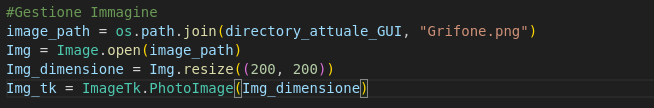 #Gestione Immagine
image_path = os.path.join(directory_attuale_GUI, "Grifone.png")
Img = Image.open(image_path)
Img_dimensione = Img.resize((200, 200))
Img_tk = ImageTk.PhotoImage(Img_dimensione)